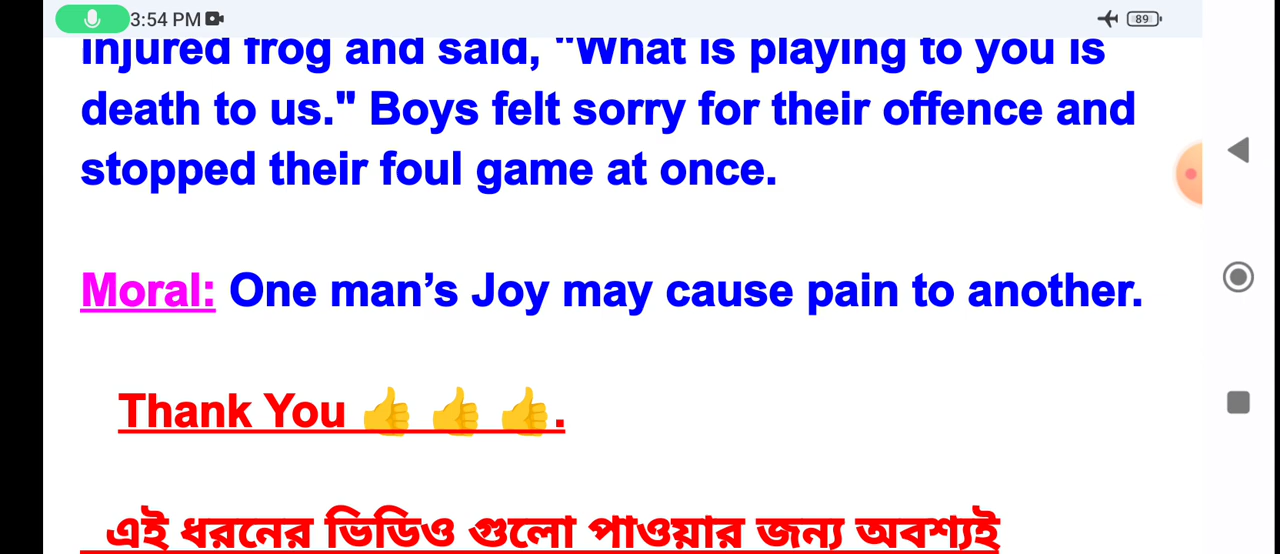 3:54 PM
89
injured frog and said, "What is playing to you is
death to us." Boys felt sorry for their offence and
stopped their foul game at once.
Moral: One man’s Joy may cause pain to another.
Thank You 👍 👍 👍.
এই ধরনের ভিডিও গুলো পাওয়ার জন্য অবশ্যই